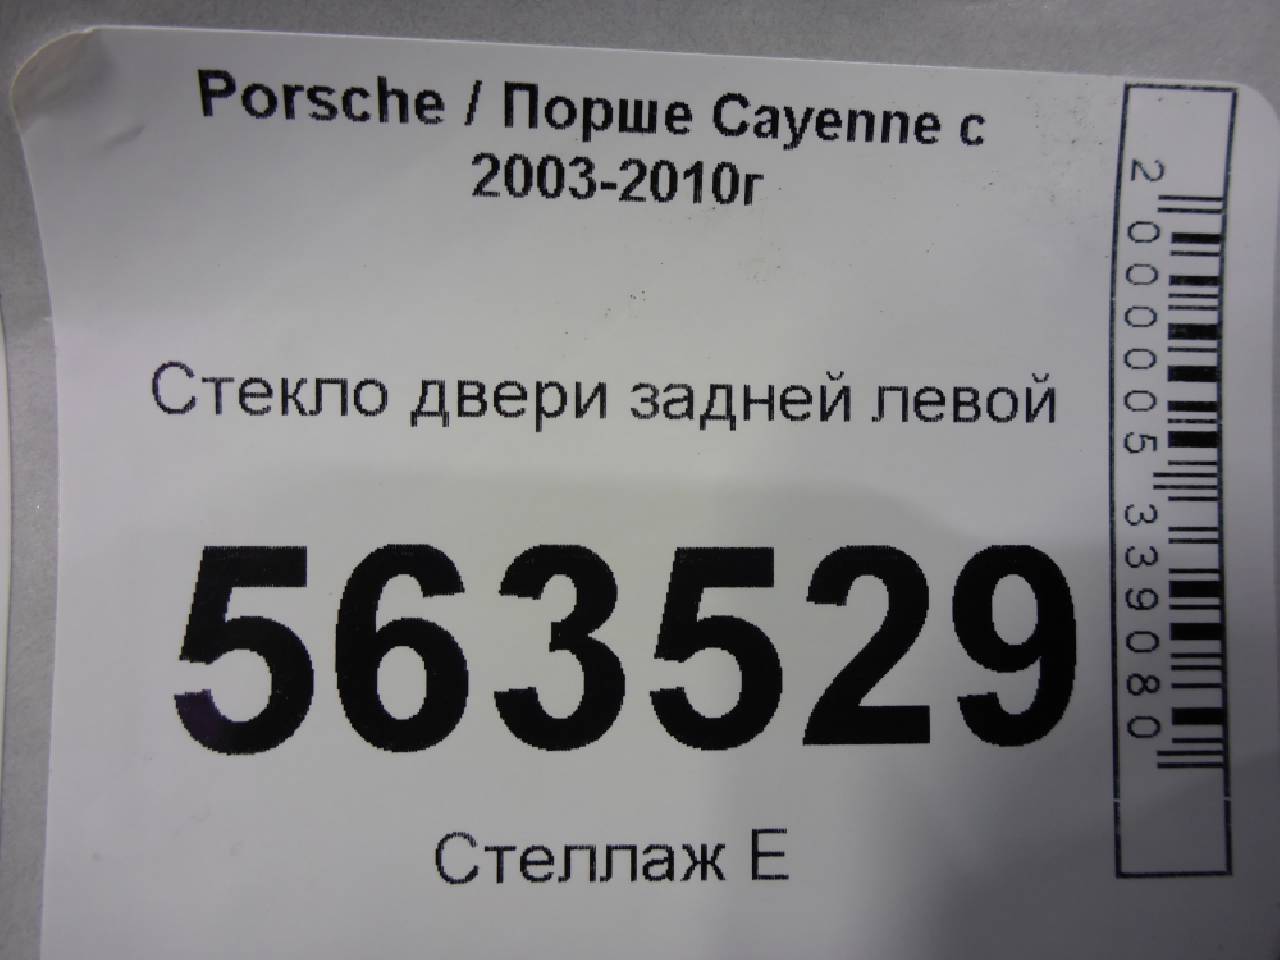 Porsche / Порше Cayenne с
2003-2010г
Стекло двери задней левой
563529
Стеллаж Е
2000005339080